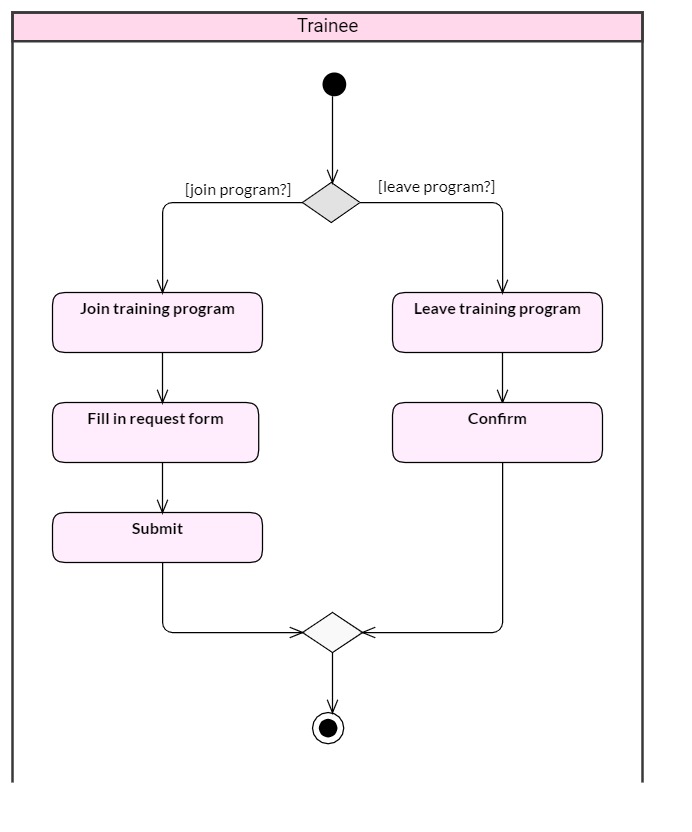 Trainee
[join program?]
[leave program?]
Join training program
Leave training program
Fill in request form
Confirm
Submit